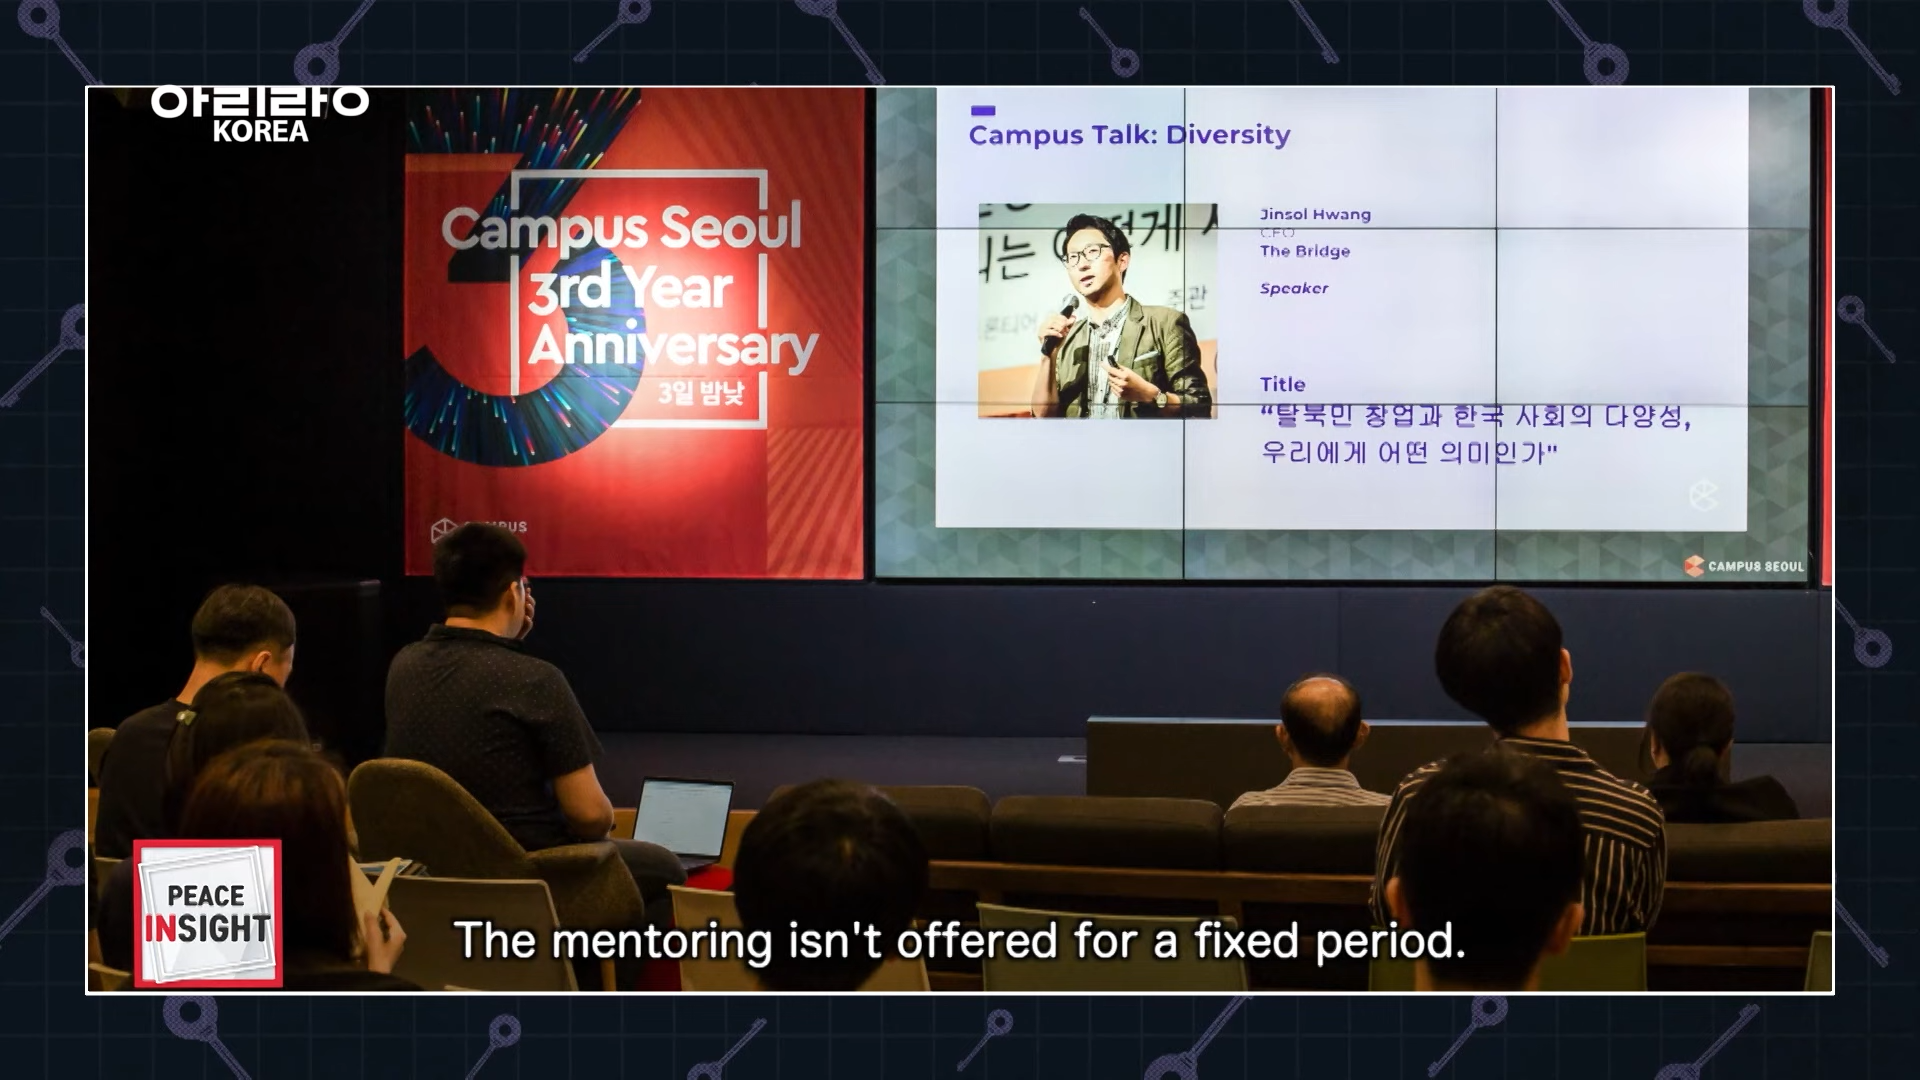 아리랑
KOREA
Campus Seoul
3rd Year
Anniversary
3일 밤낮
Campus Talk: Diversity
Jinsol Hwang
CEO
The Bridge
Speaker
Title
“탈북민 창업과 한국 사회의 다양성,
우리에게 어떤 의미인가"
CAMPUS SEOUL
PEACE
INSIGHT
The mentoring isn't offered for a fixed period.